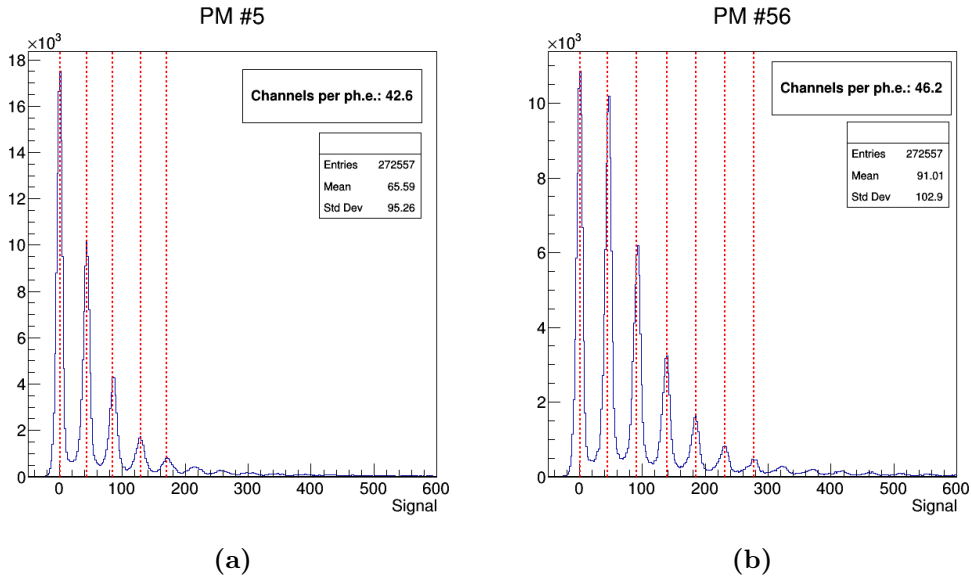 PM #5
×10³
18
16
14
12
10
8
6
4
2
0
Channels per ph.e.: 42.6
Entries 272557
Mean 65.59
Std Dev 95.26
0 100 200 300 400 500 600
Signal
(a)
PM #56
×10³
10
8
6
4
2
0
Channels per ph.e.: 46.2
Entries 272557
Mean 91.01
Std Dev 102.9
0 100 200 300 400 500 600
Signal
(b)